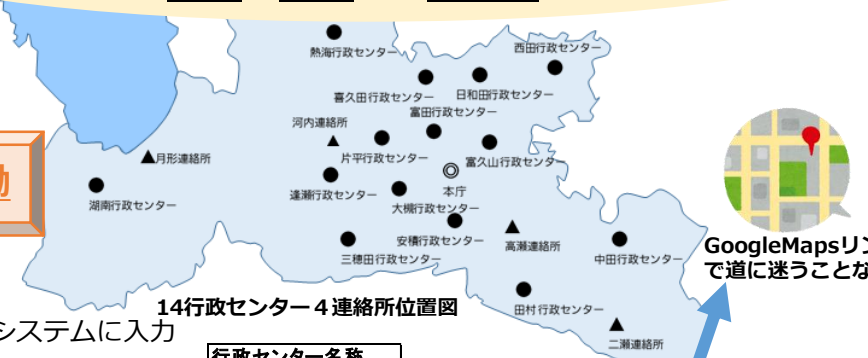 西田行政センター
熱海行政センター
喜久田行政センター
日和田行政センター
富田行政センター
河内連絡所
片平行政センター
富久山行政センター
月形連絡所
本庁
逢瀬行政センター
大槻行政センター
湖南行政センター
安積行政センター
高瀬連絡所
三穂田行政センター
中田行政センター
GoogleMapsリン
で道に迷うことな
14行政センター４連絡所位置図
田村行政センター
システムに入力
二瀬連絡所
行政センター名称